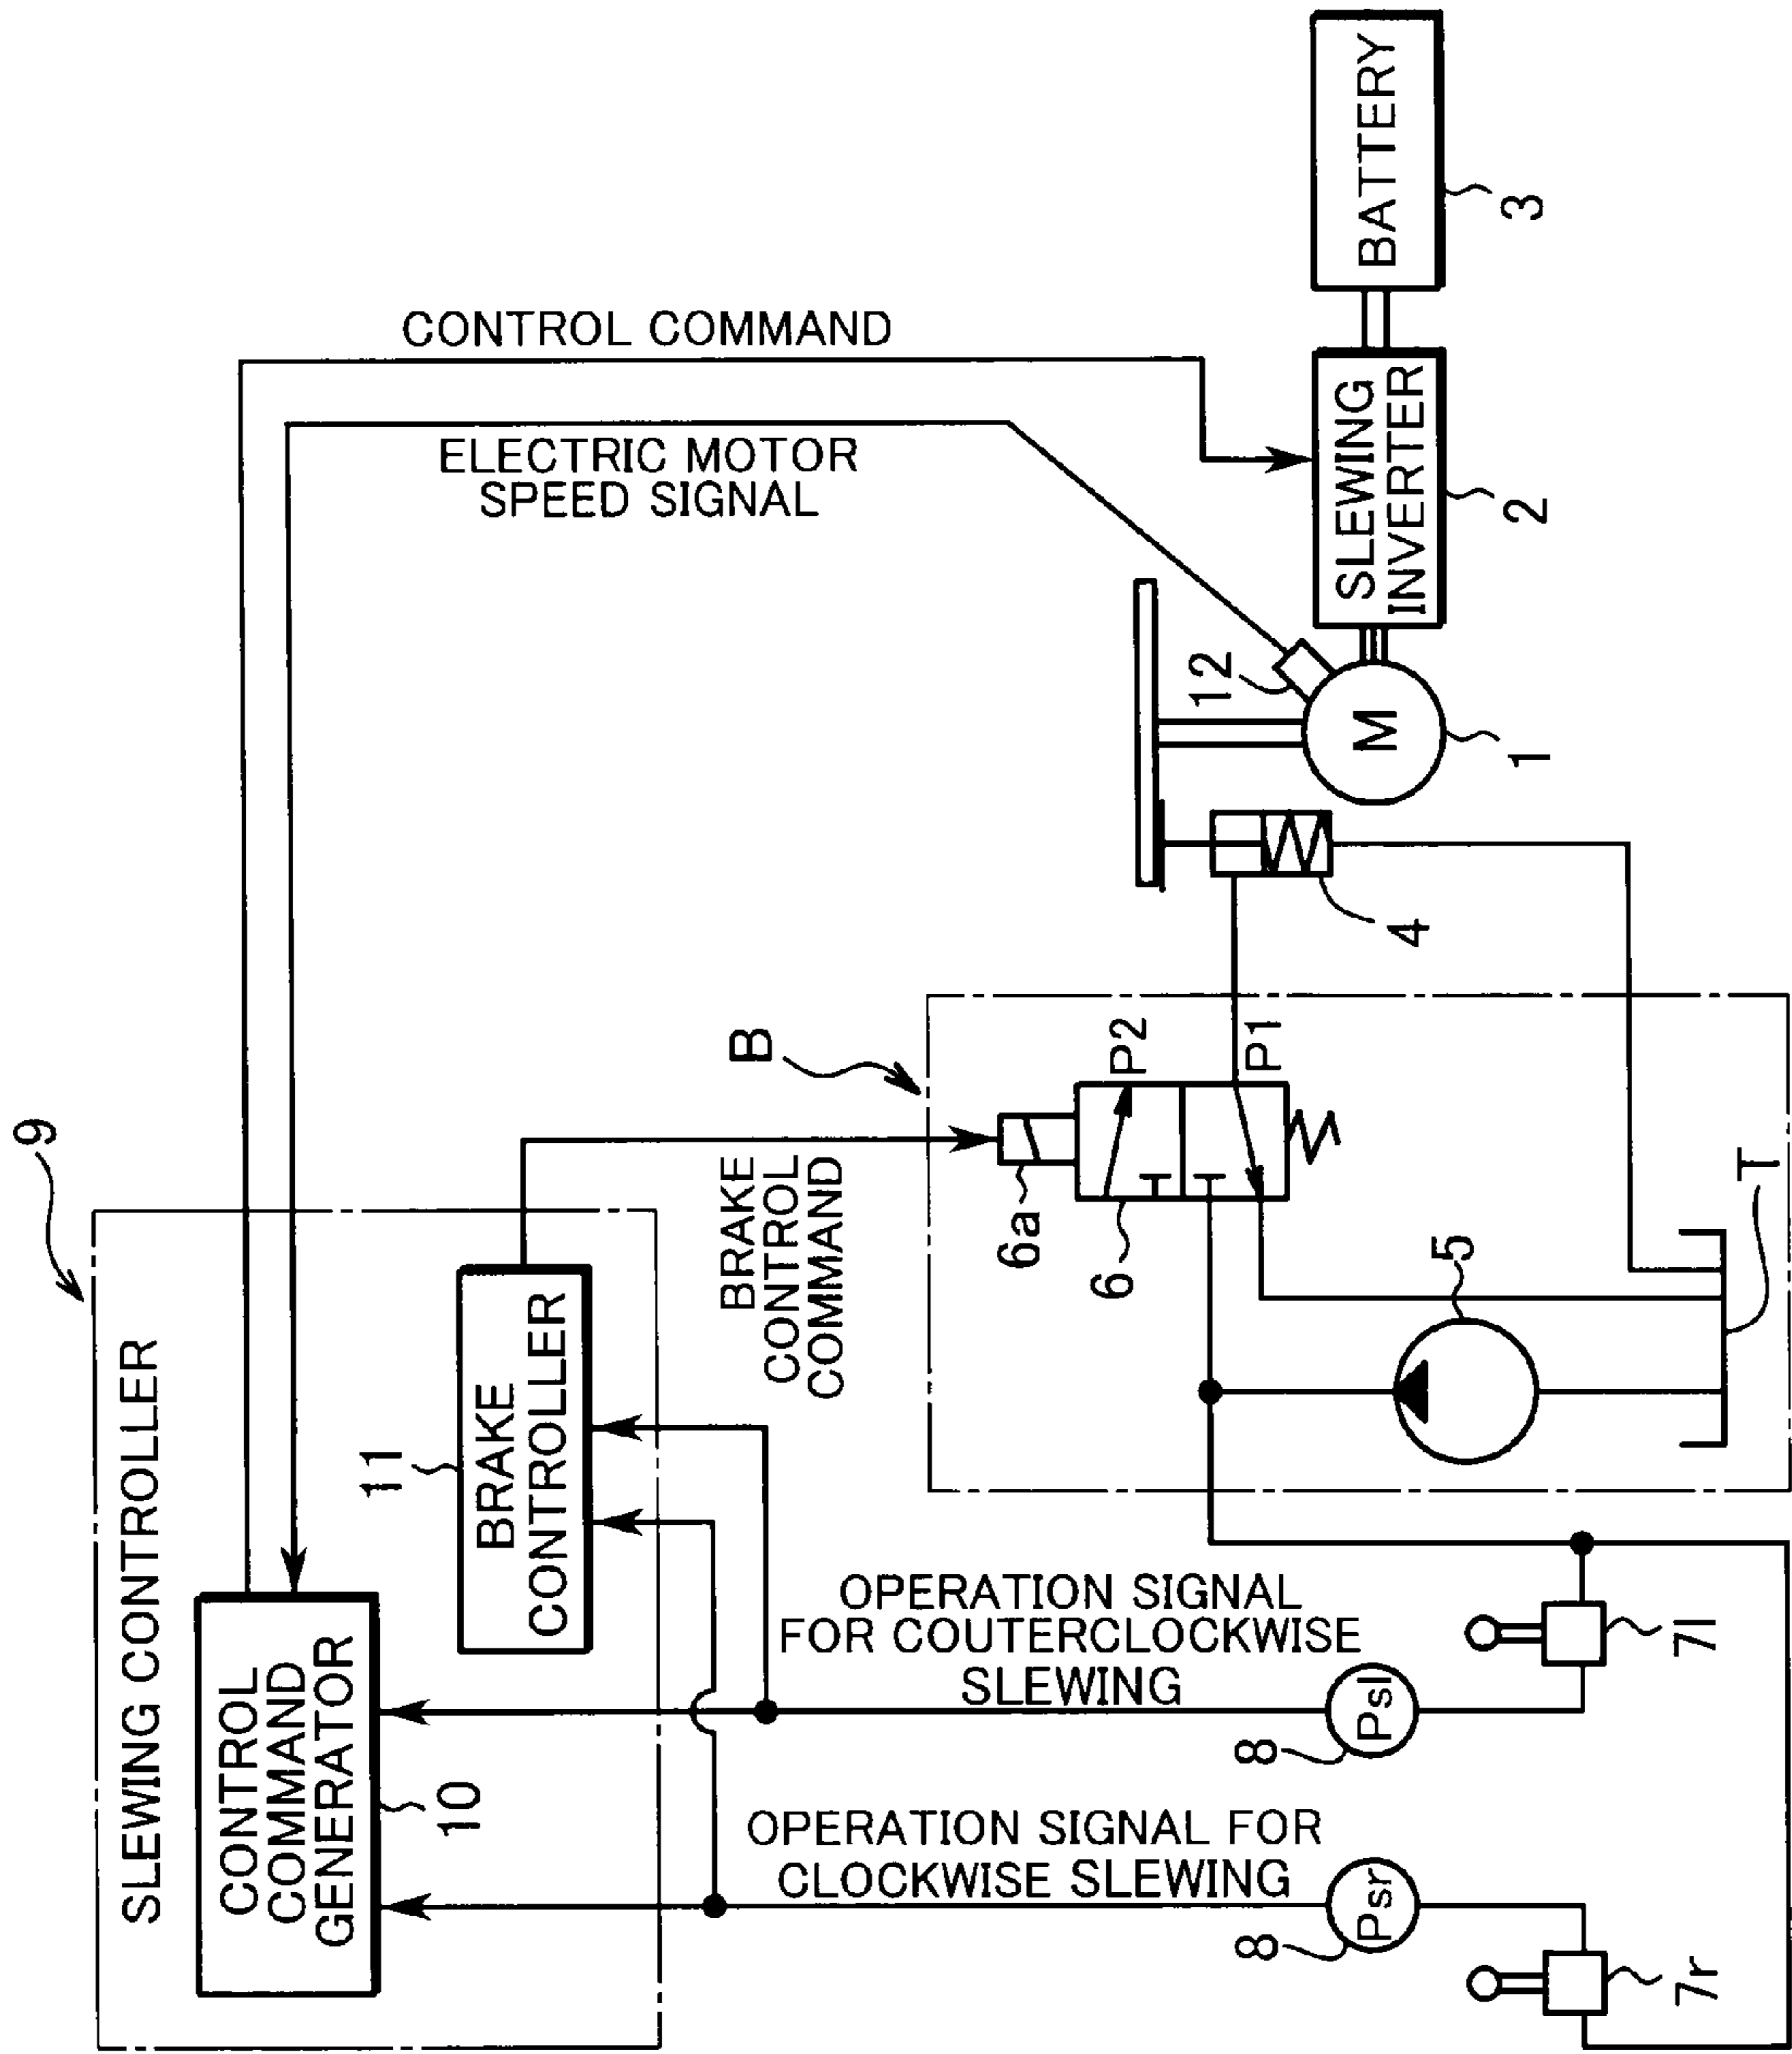 9
SLEWING CONTROLLER
CONTROL
COMMAND
GENERATOR
10
11
BRAKE
CONTROLLER
CONTROL COMMAND
ELECTRIC MOTOR
SPEED SIGNAL
BRAKE
CONTROL
COMMAND
B
OPERATION SIGNAL
FOR COUTERCLOCKWISE
SLEWING
OPERATION SIGNAL FOR
CLOCKWISE SLEWING
8
Psl
8
Psr
7l
7r
6a
6
P2
P1
5
T
4
12
M
1
SLEWING
INVERTER
2
BATTERY
3